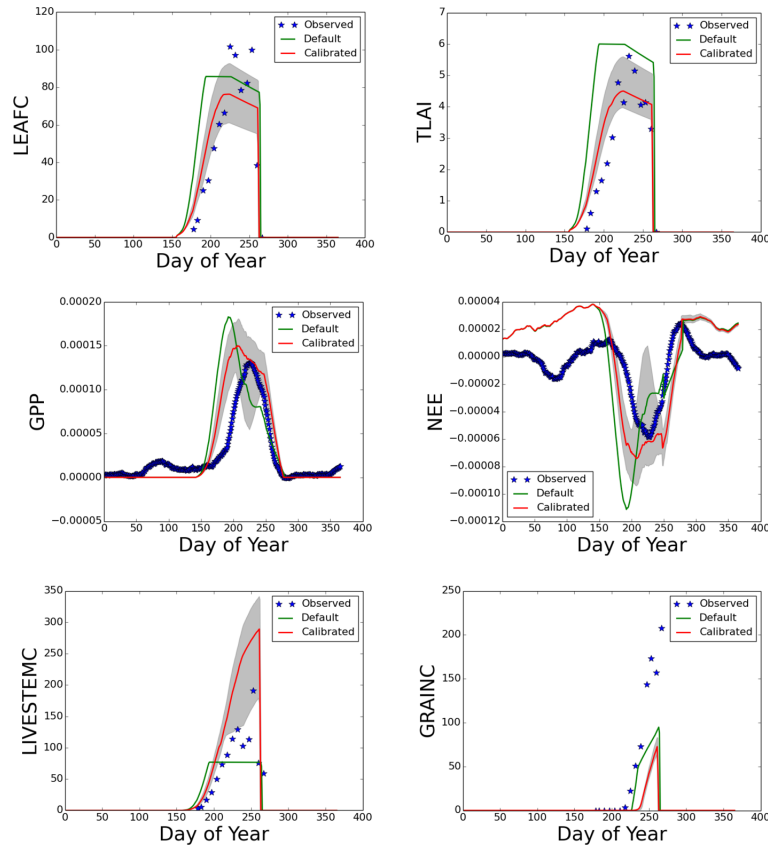 120
100
80
60
40
20
0
LEAFC
0 50 100 150 200 250 300 350 400
Day of Year
Observed
Default
Calibrated
7
6
5
4
3
2
1
0
TLAI
0 50 100 150 200 250 300 350 400
Day of Year
Observed
Default
Calibrated
0.00020
0.00015
0.00010
0.00005
0.00000
−0.00005
GPP
0 50 100 150 200 250 300 350 400
Day of Year
Observed
Default
Calibrated
0.00004
0.00002
0.00000
−0.00002
−0.00004
−0.00006
−0.00008
−0.00010
−0.00012
NEE
0 50 100 150 200 250 300 350 400
Day of Year
Observed
Default
Calibrated
350
300
250
200
150
100
50
0
LIVESTEMC
0 50 100 150 200 250 300 350 400
Day of Year
Observed
Default
Calibrated
250
200
150
100
50
0
GRAINC
0 50 100 150 200 250 300 350 400
Day of Year
Observed
Default
Calibrated